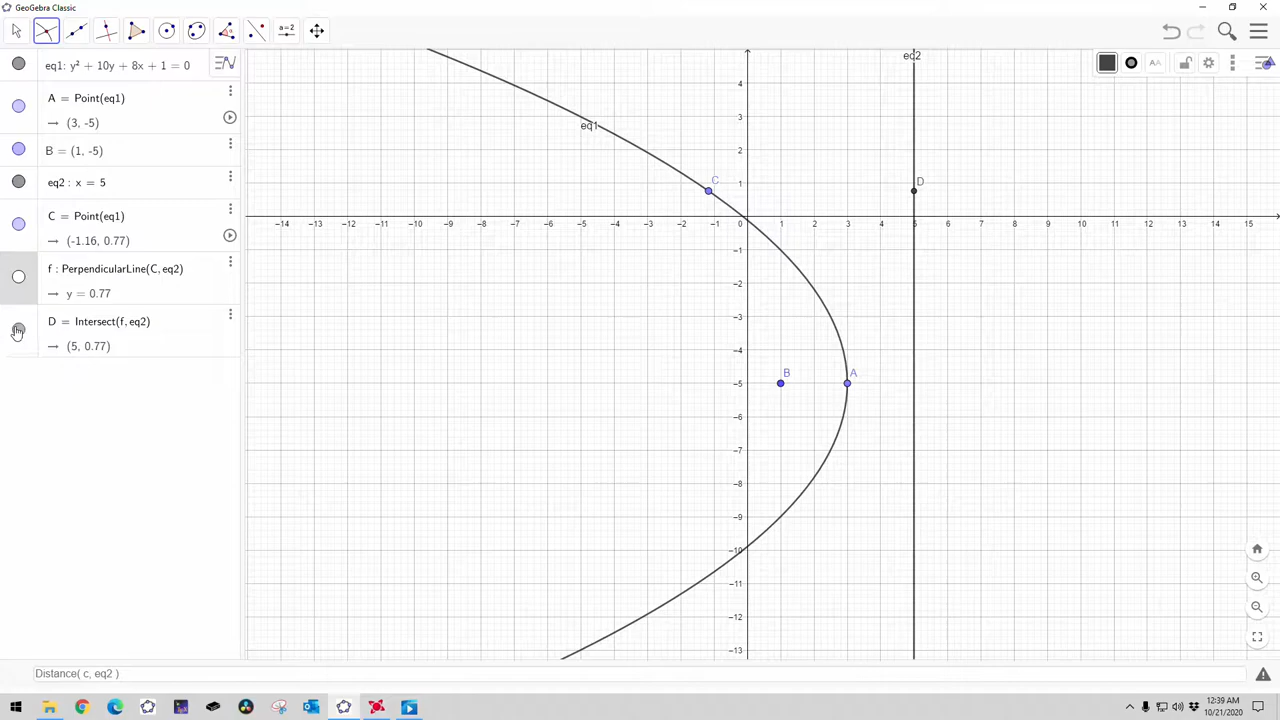 GeoGebra Classic
a=2
eq1: y² + 10y + 8x + 1 = 0
A = Point(eq1)
→ (3, -5)
B = (1, -5)
eq2 : x = 5
C = Point(eq1)
→ (-1.16, 0.77)
f : PerpendicularLine(C, eq2)
→ y = 0.77
D = Intersect(f, eq2)
→ (5, 0.77)
AA
eq2
eq1
C
D
B
A
4
3
2
1
−14 −13 −12 −11 −10 −9 −8 −7 −6 −5 −4 −3 −2 −1 0 1 2 3 4 5 6 7 8 9 10 11 12 13 14 15
−1
−2
−3
−4
−5
−6
−7
−8
−9
−10
−11
−12
−13
Distance( c, eq2 )
12:39 AM
10/21/2020